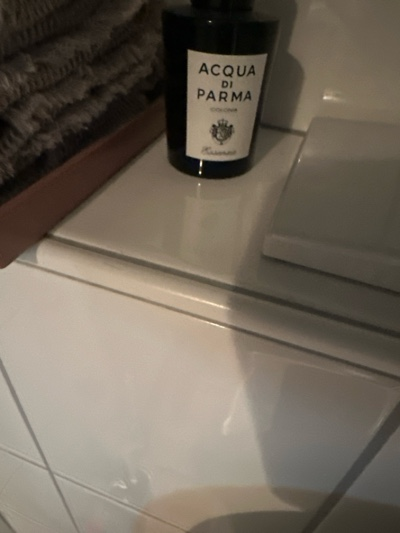 ACQUA
DI
PARMA
COLONIA
Essenza